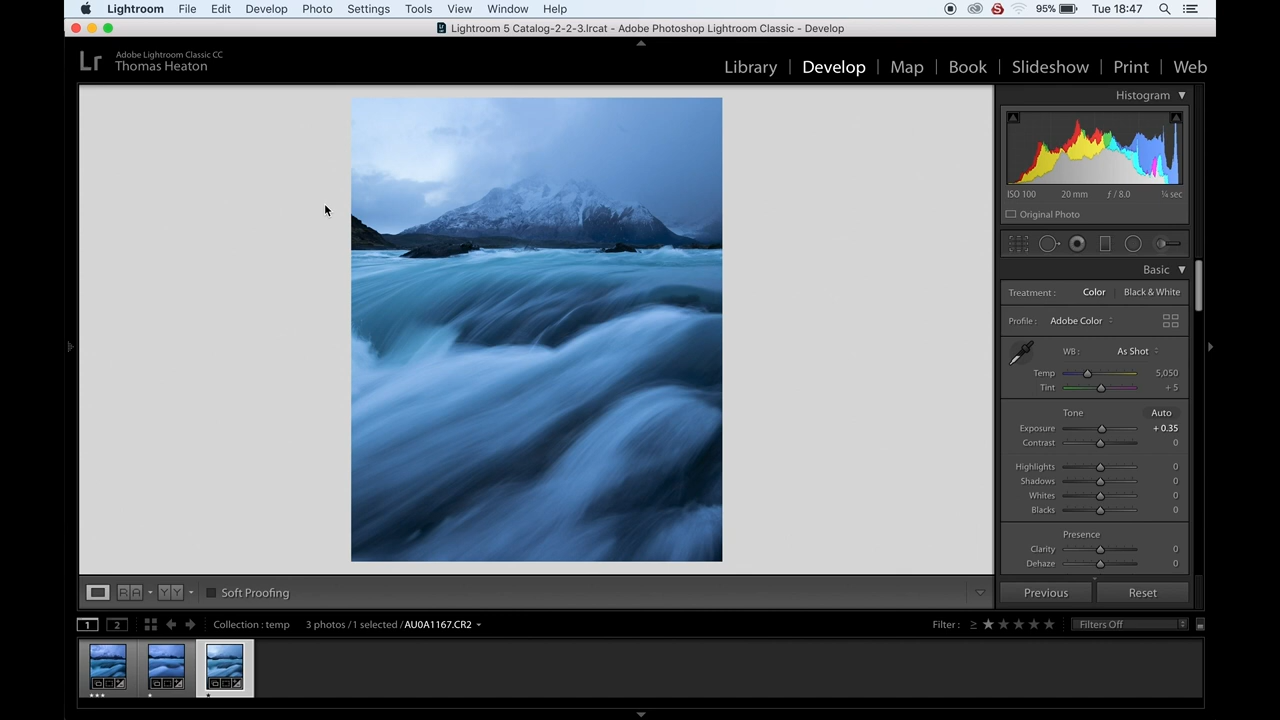 Lightroom File Edit Develop Photo Settings Tools View Window Help 95% Tue 18:47
Lightroom 5 Catalog-2-2-3.lrcat - Adobe Photoshop Lightroom Classic - Develop
Lr Adobe Lightroom Classic CC
Thomas Heaton
Library | Develop | Map | Book | Slideshow | Print | Web
Histogram
ISO 100 20 mm ƒ / 8.0 ¼ sec
Original Photo
Basic
Treatment : Color Black & White
Profile : Adobe Color
WB : As Shot
Temp 5,050
Tint + 5
Tone Auto
Exposure + 0.35
Contrast 0
Highlights 0
Shadows 0
Whites 0
Blacks 0
Presence
Clarity 0
Dehaze 0
R A Y Y Soft Proofing
Previous Reset
1 2 Collection : temp 3 photos / 1 selected / AU0A1167.CR2 Filter : ≥ ★★★★★ Filters Off